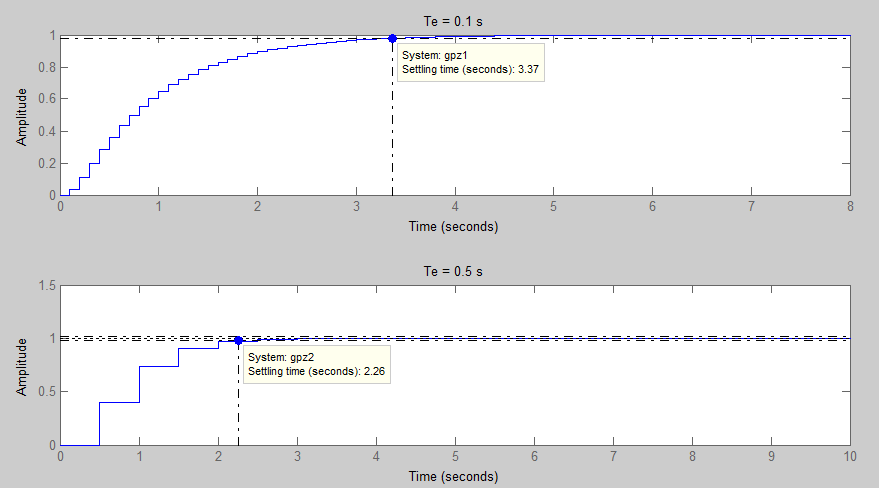 Te = 0.1 s
1
0.8
0.6
0.4
0.2
0
Amplitude
System: gpz1
Settling time (seconds): 3.37
0 1 2 3 4 5 6 7 8
Time (seconds)
Te = 0.5 s
1.5
1
0.5
0
Amplitude
System: gpz2
Settling time (seconds): 2.26
0 1 2 3 4 5 6 7 8 9 10
Time (seconds)